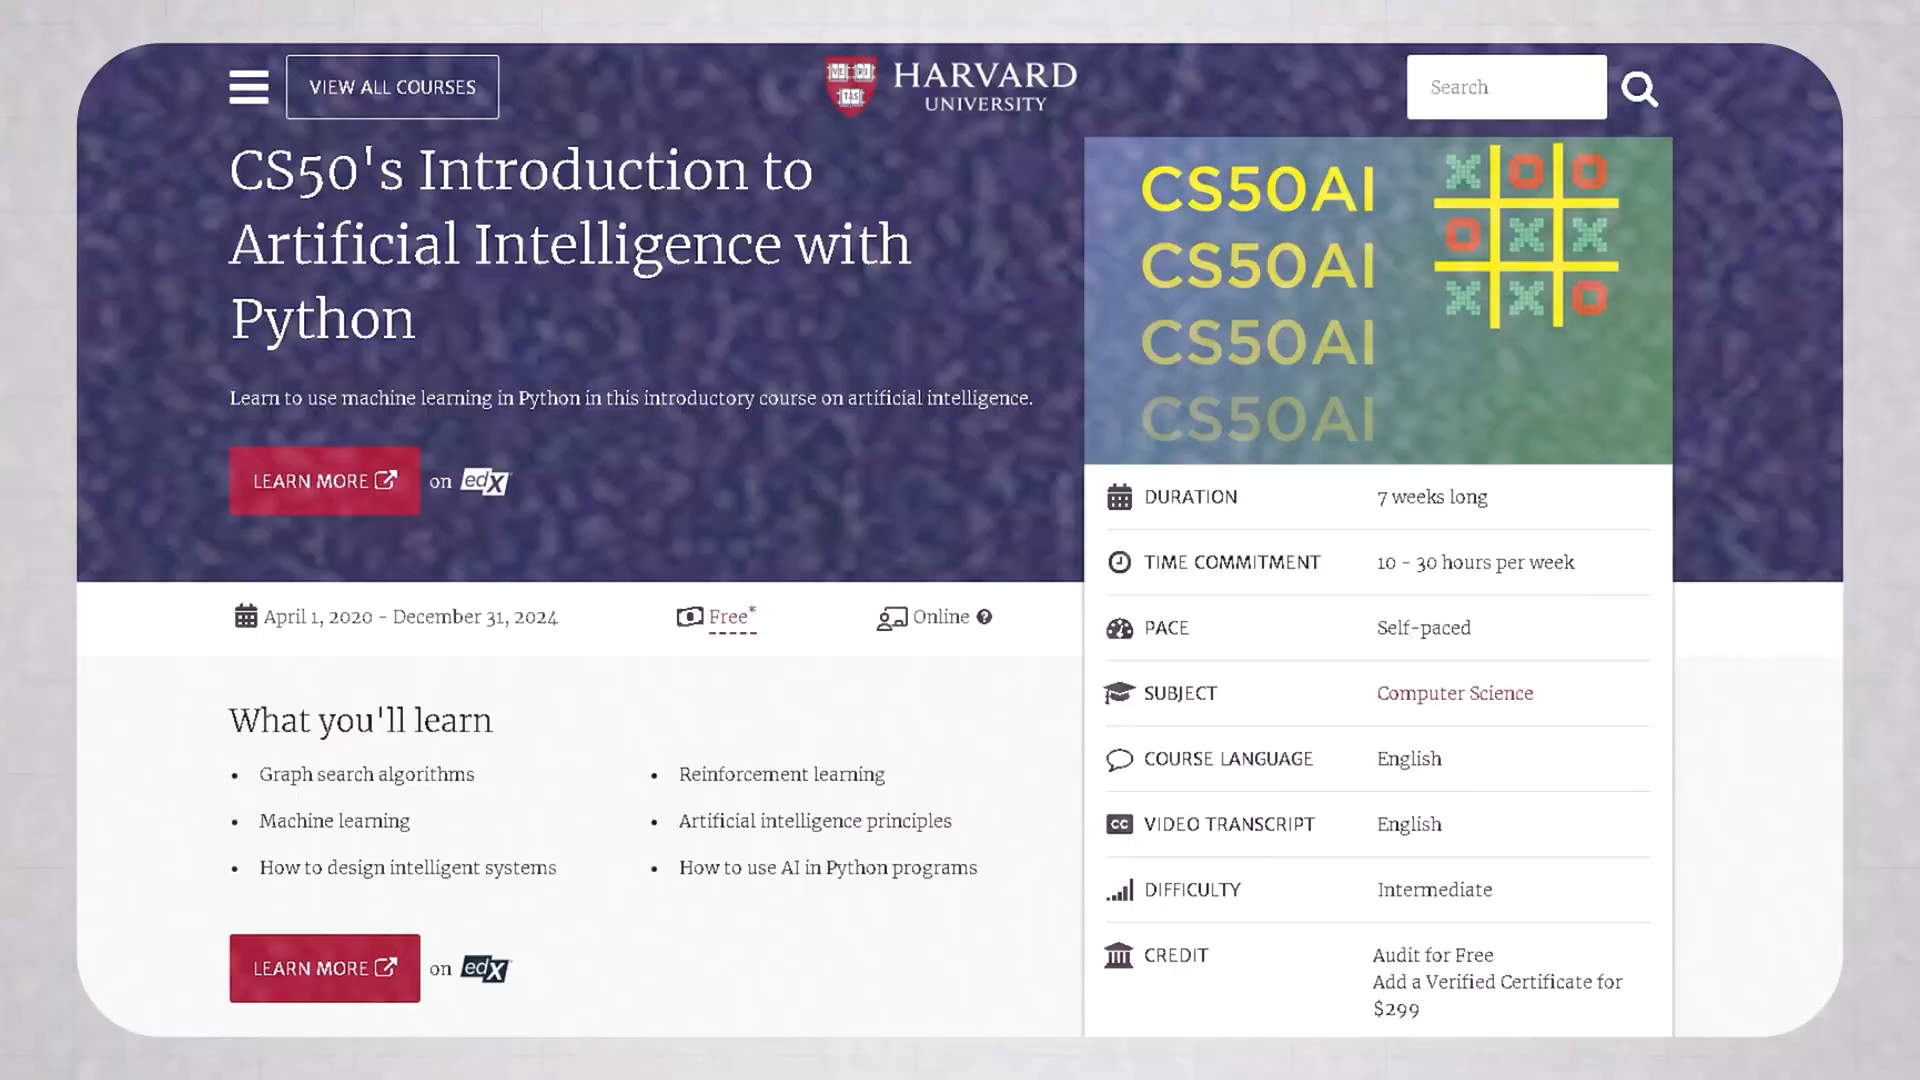 VIEW ALL COURSES
VE RI TAS
HARVARD
UNIVERSITY
Search
CS50's Introduction to
Artificial Intelligence with
Python
Learn to use machine learning in Python in this introductory course on artificial intelligence.
LEARN MORE on edX
CS50AI
CS50AI
CS50AI
CS50AI
X O O
O X X
X X O
DURATION 7 weeks long
TIME COMMITMENT 10 - 30 hours per week
PACE Self-paced
SUBJECT Computer Science
COURSE LANGUAGE English
CC VIDEO TRANSCRIPT English
DIFFICULTY Intermediate
CREDIT Audit for Free
Add a Verified Certificate for
$299
April 1, 2020 - December 31, 2024
Free*
Online ?
What you'll learn
• Graph search algorithms
• Machine learning
• How to design intelligent systems
• Reinforcement learning
• Artificial intelligence principles
• How to use AI in Python programs
LEARN MORE on edX